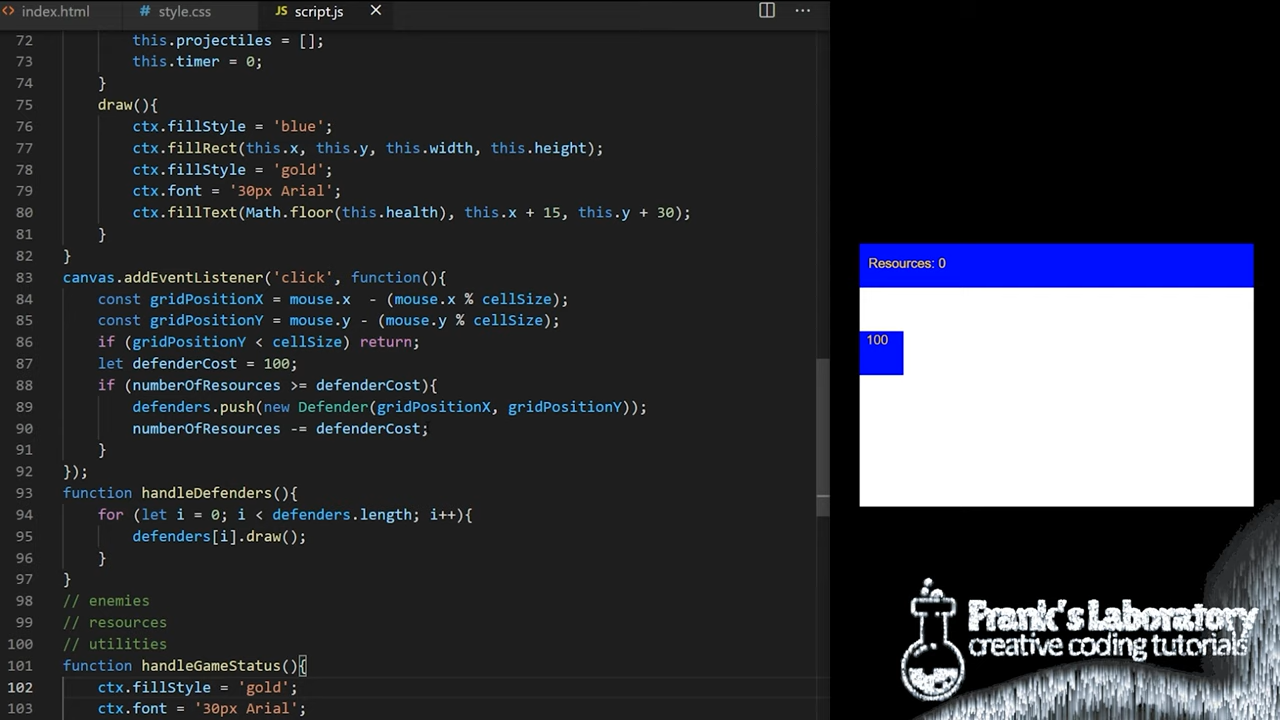 index.html
# style.css
JS script.js
72 this.projectiles = [];
73 this.timer = 0;
74 }
75 draw(){
76 ctx.fillStyle = 'blue';
77 ctx.fillRect(this.x, this.y, this.width, this.height);
78 ctx.fillStyle = 'gold';
79 ctx.font = '30px Arial';
80 ctx.fillText(Math.floor(this.health), this.x + 15, this.y + 30);
81 }
82 }
83 canvas.addEventListener('click', function(){
84 const gridPositionX = mouse.x  - (mouse.x % cellSize);
85 const gridPositionY = mouse.y - (mouse.y % cellSize);
86 if (gridPositionY < cellSize) return;
87 let defenderCost = 100;
88 if (numberOfResources >= defenderCost){
89 defenders.push(new Defender(gridPositionX, gridPositionY));
90 numberOfResources -= defenderCost;
91 }
92 });
93 function handleDefenders(){
94 for (let i = 0; i < defenders.length; i++){
95 defenders[i].draw();
96 }
97 }
98 // enemies
99 // resources
100 // utilities
101 function handleGameStatus(){
102 ctx.fillStyle = 'gold';
103 ctx.font = '30px Arial';
Resources: 0
100
Frank's Laboratory
creative coding tutorials